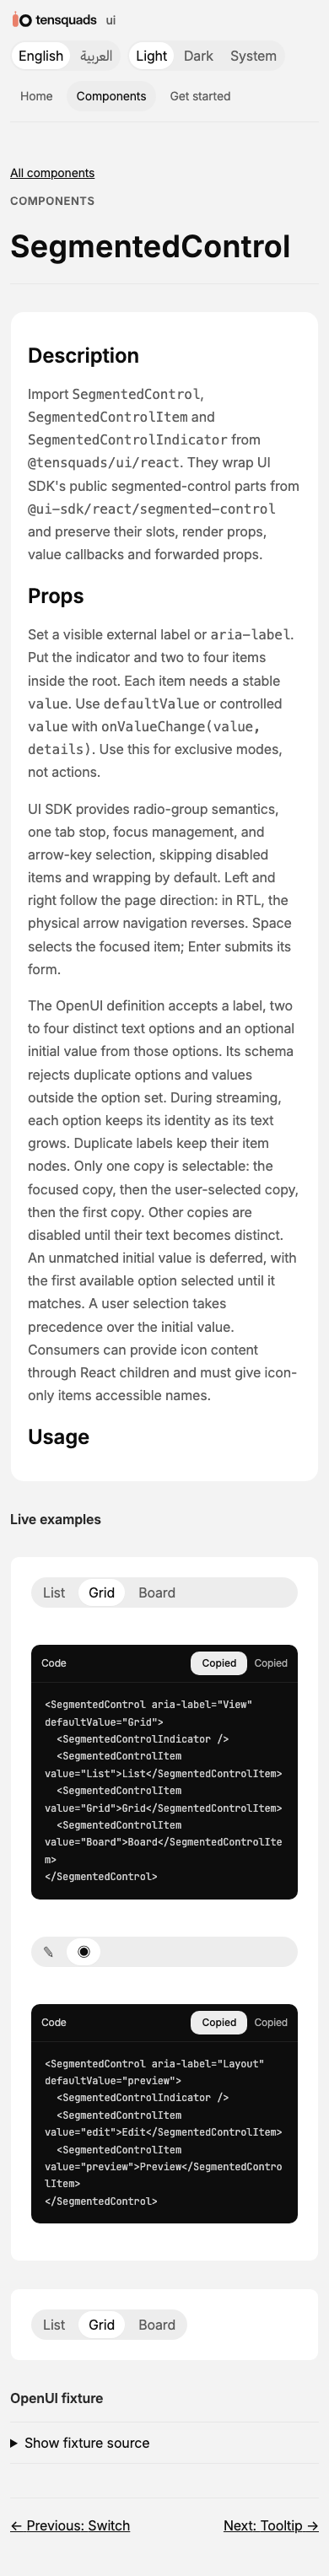 tensquads ui
English العربية Light Dark System
Home Components Get started
All components
COMPONENTS
SegmentedControl
Description
Import SegmentedControl,
SegmentedControlItem and
SegmentedControlIndicator from
@tensquads/ui/react. They wrap UI
SDK's public segmented-control parts from
@ui-sdk/react/segmented-control
and preserve their slots, render props,
value callbacks and forwarded props.
Props
Set a visible external label or aria-label.
Put the indicator and two to four items
inside the root. Each item needs a stable
value. Use defaultValue or controlled
value with onValueChange(value,
details). Use this for exclusive modes,
not actions.
UI SDK provides radio-group semantics,
one tab stop, focus management, and
arrow-key selection, skipping disabled
items and wrapping by default. Left and
right follow the page direction: in RTL, the
physical arrow navigation reverses. Space
selects the focused item; Enter submits its
form.
The OpenUI definition accepts a label, two
to four distinct text options and an optional
initial value from those options. Its schema
rejects duplicate options and values
outside the option set. During streaming,
each option keeps its identity as its text
grows. Duplicate labels keep their item
nodes. Only one copy is selectable: the
focused copy, then the user-selected copy,
then the first copy. Other copies are
disabled until their text becomes distinct.
An unmatched initial value is deferred, with
the first available option selected until it
matches. A user selection takes
precedence over the initial value.
Consumers can provide icon content
through React children and must give icon-
only items accessible names.
Usage
Live examples
List Grid Board
Code Copied Copied
<SegmentedControl aria-label="View"
defaultValue="Grid">
  <SegmentedControlIndicator />
  <SegmentedControlItem
value="List">List</SegmentedControlItem>
  <SegmentedControlItem
value="Grid">Grid</SegmentedControlItem>
  <SegmentedControlItem
value="Board">Board</SegmentedControlIte
m>
</SegmentedControl>
✎ ◉
Code Copied Copied
<SegmentedControl aria-label="Layout"
defaultValue="preview">
  <SegmentedControlIndicator />
  <SegmentedControlItem
value="edit">Edit</SegmentedControlItem>
  <SegmentedControlItem
value="preview">Preview</SegmentedContro
lItem>
</SegmentedControl>
List Grid Board
OpenUI fixture
▶ Show fixture source
← Previous: Switch Next: Tooltip →